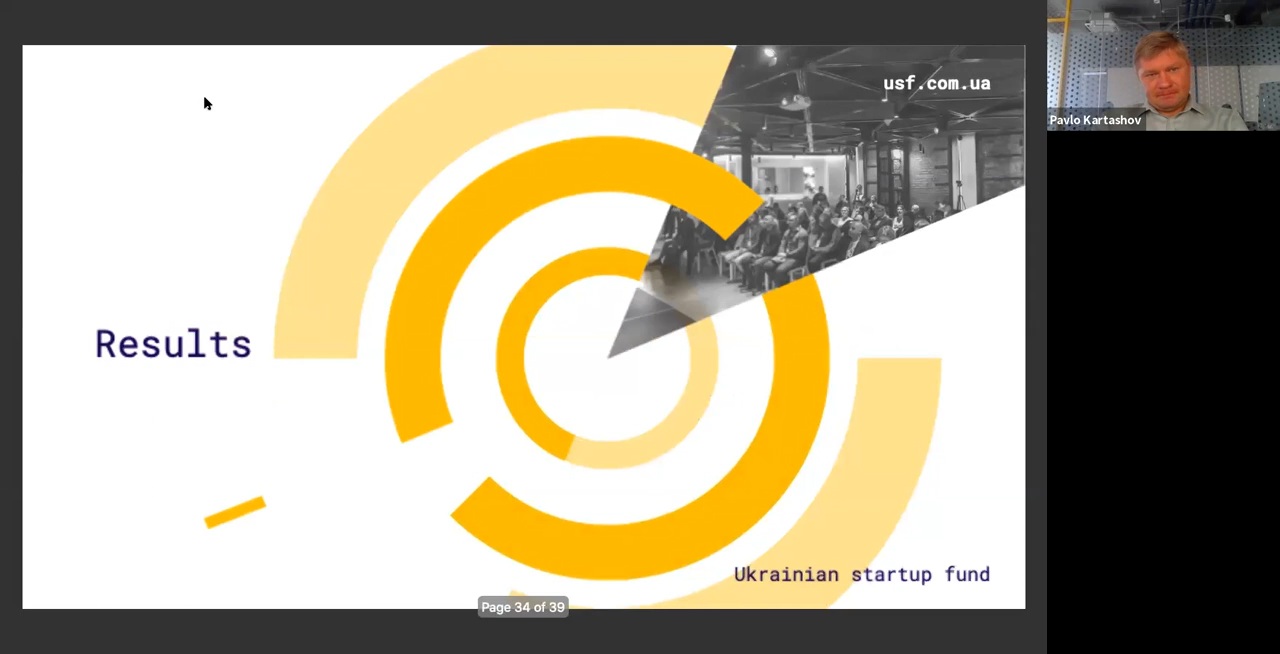 usf.com.ua
Pavlo Kartashov
Results
Ukrainian startup fund
Page 34 of 39